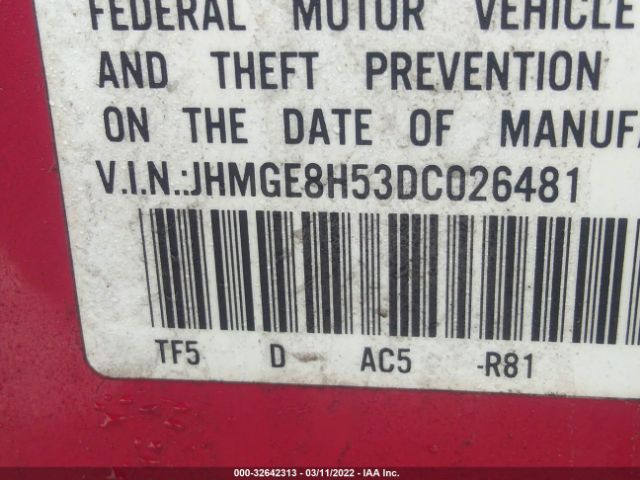 FEDERAL MOTOR VEHICLE
AND THEFT PREVENTION
ON THE DATE OF MANUFA
V.I.N.:JHMGE8H53DC026481
TF5 D AC5 -R81
000-32642313 - 03/11/2022 - IAA Inc.